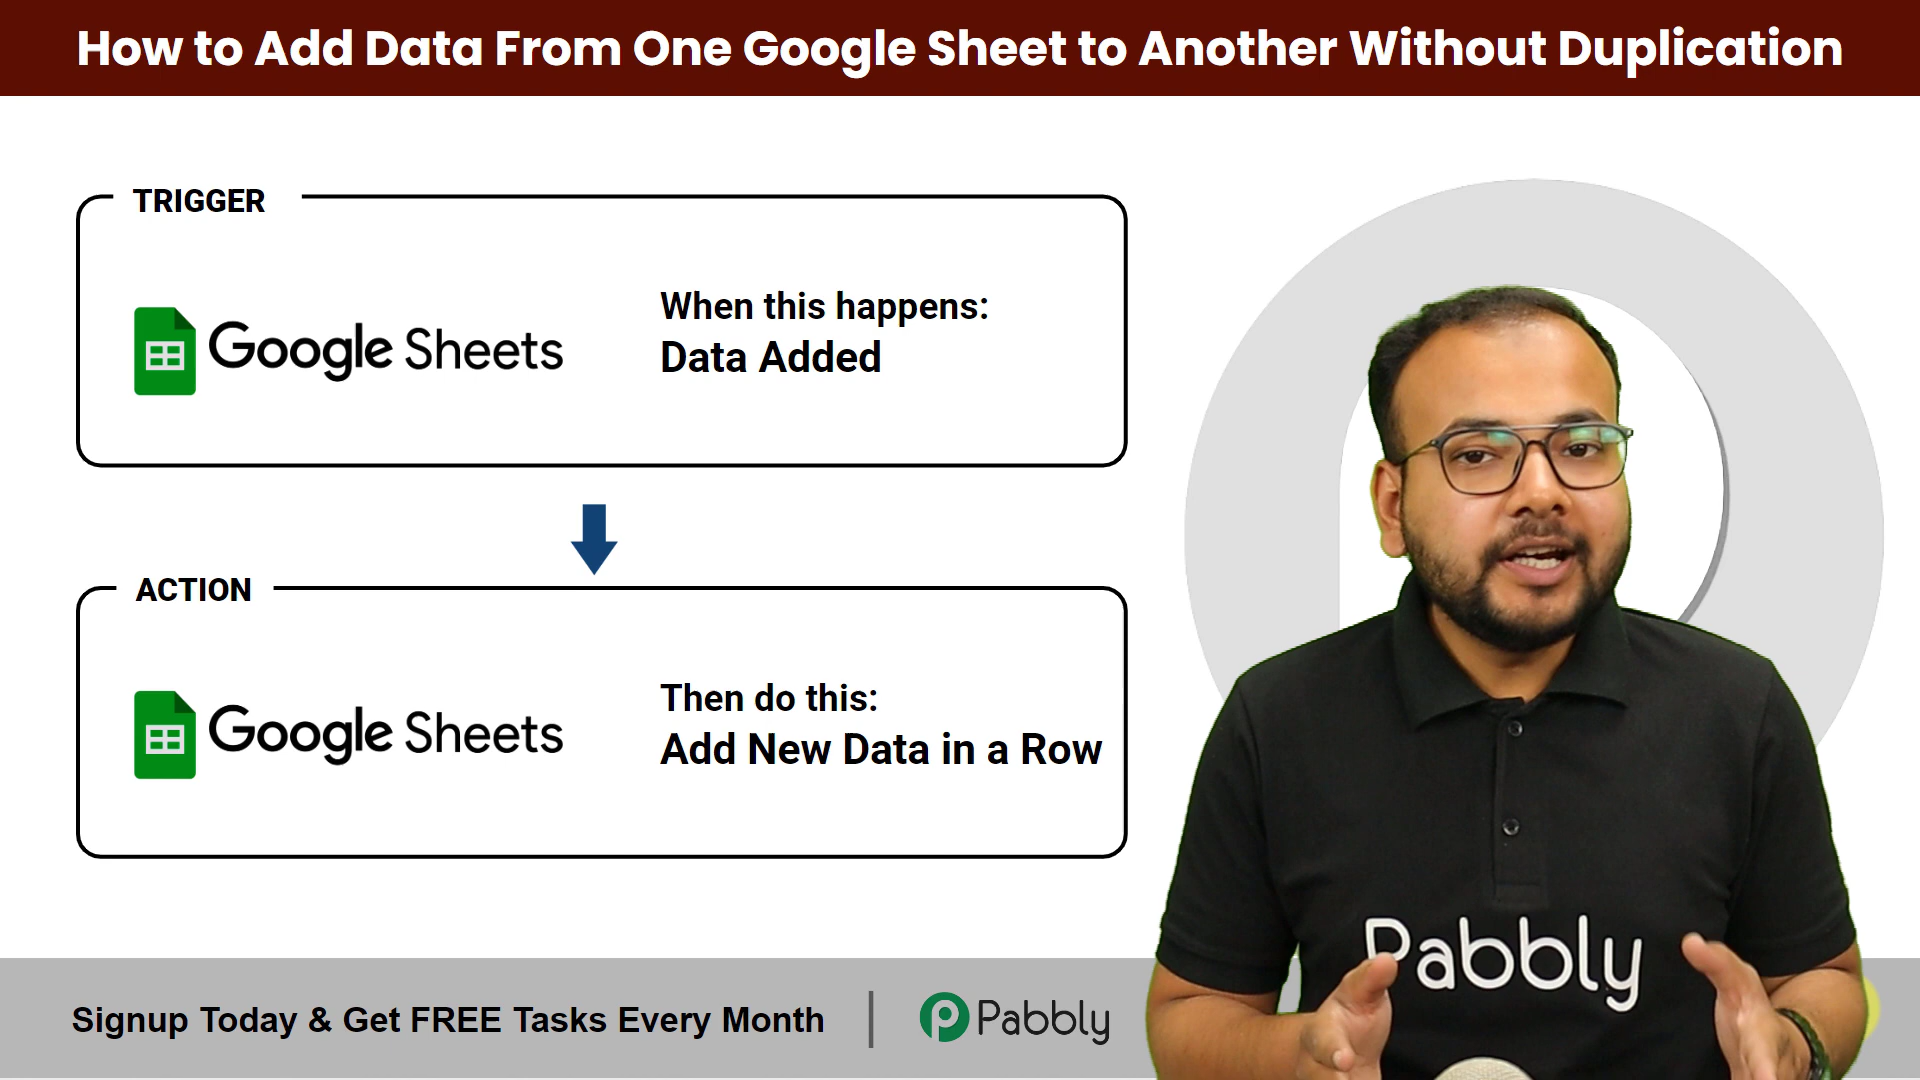 How to Add Data From One Google Sheet to Another Without Duplication
TRIGGER
Google Sheets
When this happens:
Data Added
ACTION
Google Sheets
Then do this:
Add New Data in a Row
Pabbly
Signup Today & Get FREE Tasks Every Month
Pabbly